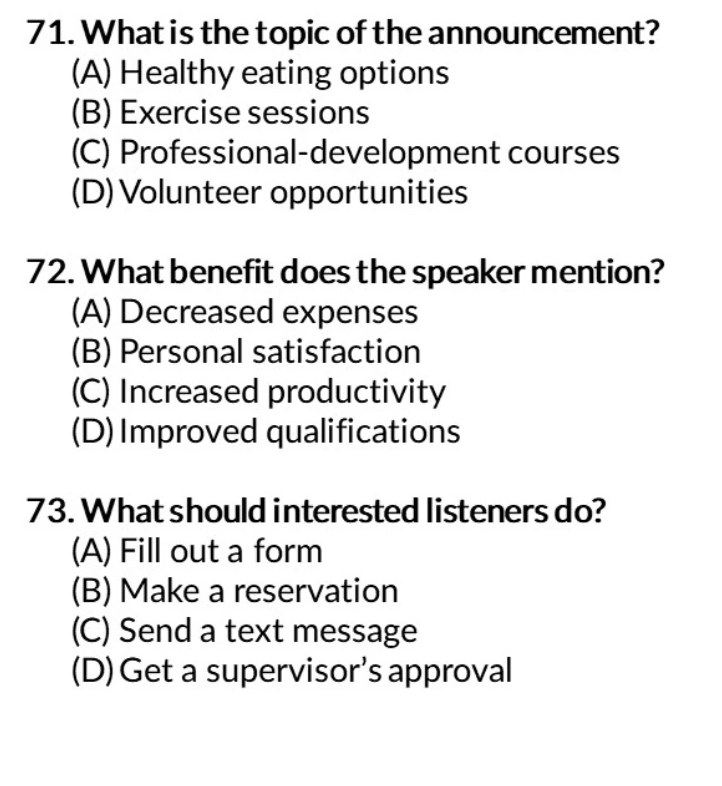 71. What is the topic of the announcement?
(A) Healthy eating options
(B) Exercise sessions
(C) Professional-development courses
(D) Volunteer opportunities
72. What benefit does the speaker mention?
(A) Decreased expenses
(B) Personal satisfaction
(C) Increased productivity
(D) Improved qualifications
73. What should interested listeners do?
(A) Fill out a form
(B) Make a reservation
(C) Send a text message
(D) Get a supervisor's approval